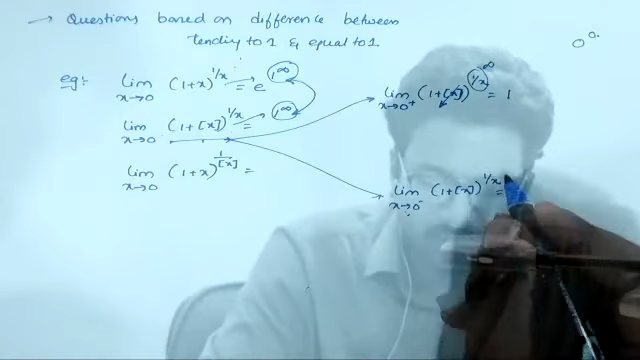 → Questions based on difference between
tending to 1 & equal to 1.
0^0.
eg:- lim x→0 (1+x)^{1/x} = e 1^∞
lim x→0 (1+[x])^{1/x} = 1^∞
lim x→0 (1+x)^{1/[x]} =
lim x→0+ (1+[x])^{1/x} ∞ = 1
lim x→0- (1+[x])^{1/x} =